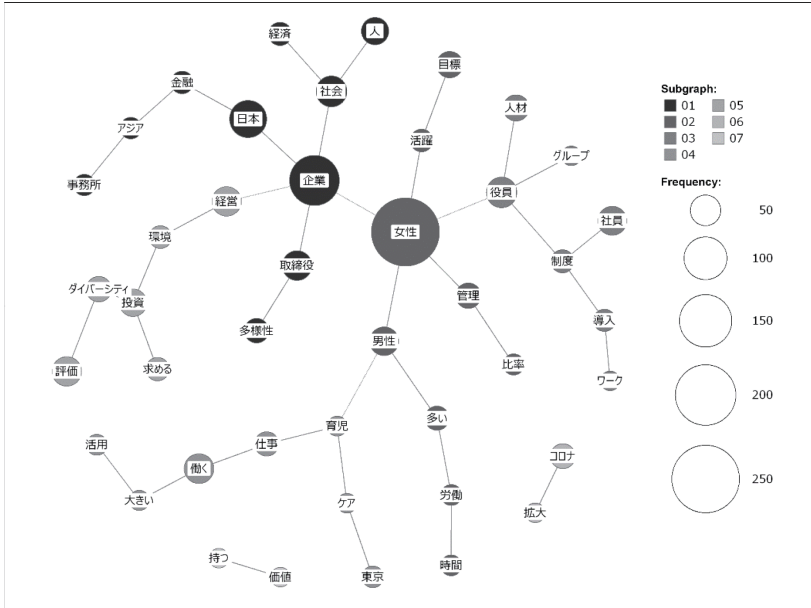 人
経済
目標
金融
社会
人材
日本
アジア
活躍
グループ
企業
事務所
役員
経営
社員
女性
環境
制度
取締役
ダイバーシティ
管理
投資
導入
多様性
男性
比率
評価
求める
ワーク
多い
育児
活用
仕事
コロナ
働く
労働
大きい
ケア
拡大
持つ
時間
価値
東京
Subgraph:
01 05
02 06
03 07
04
Frequency:
50
100
150
200
250